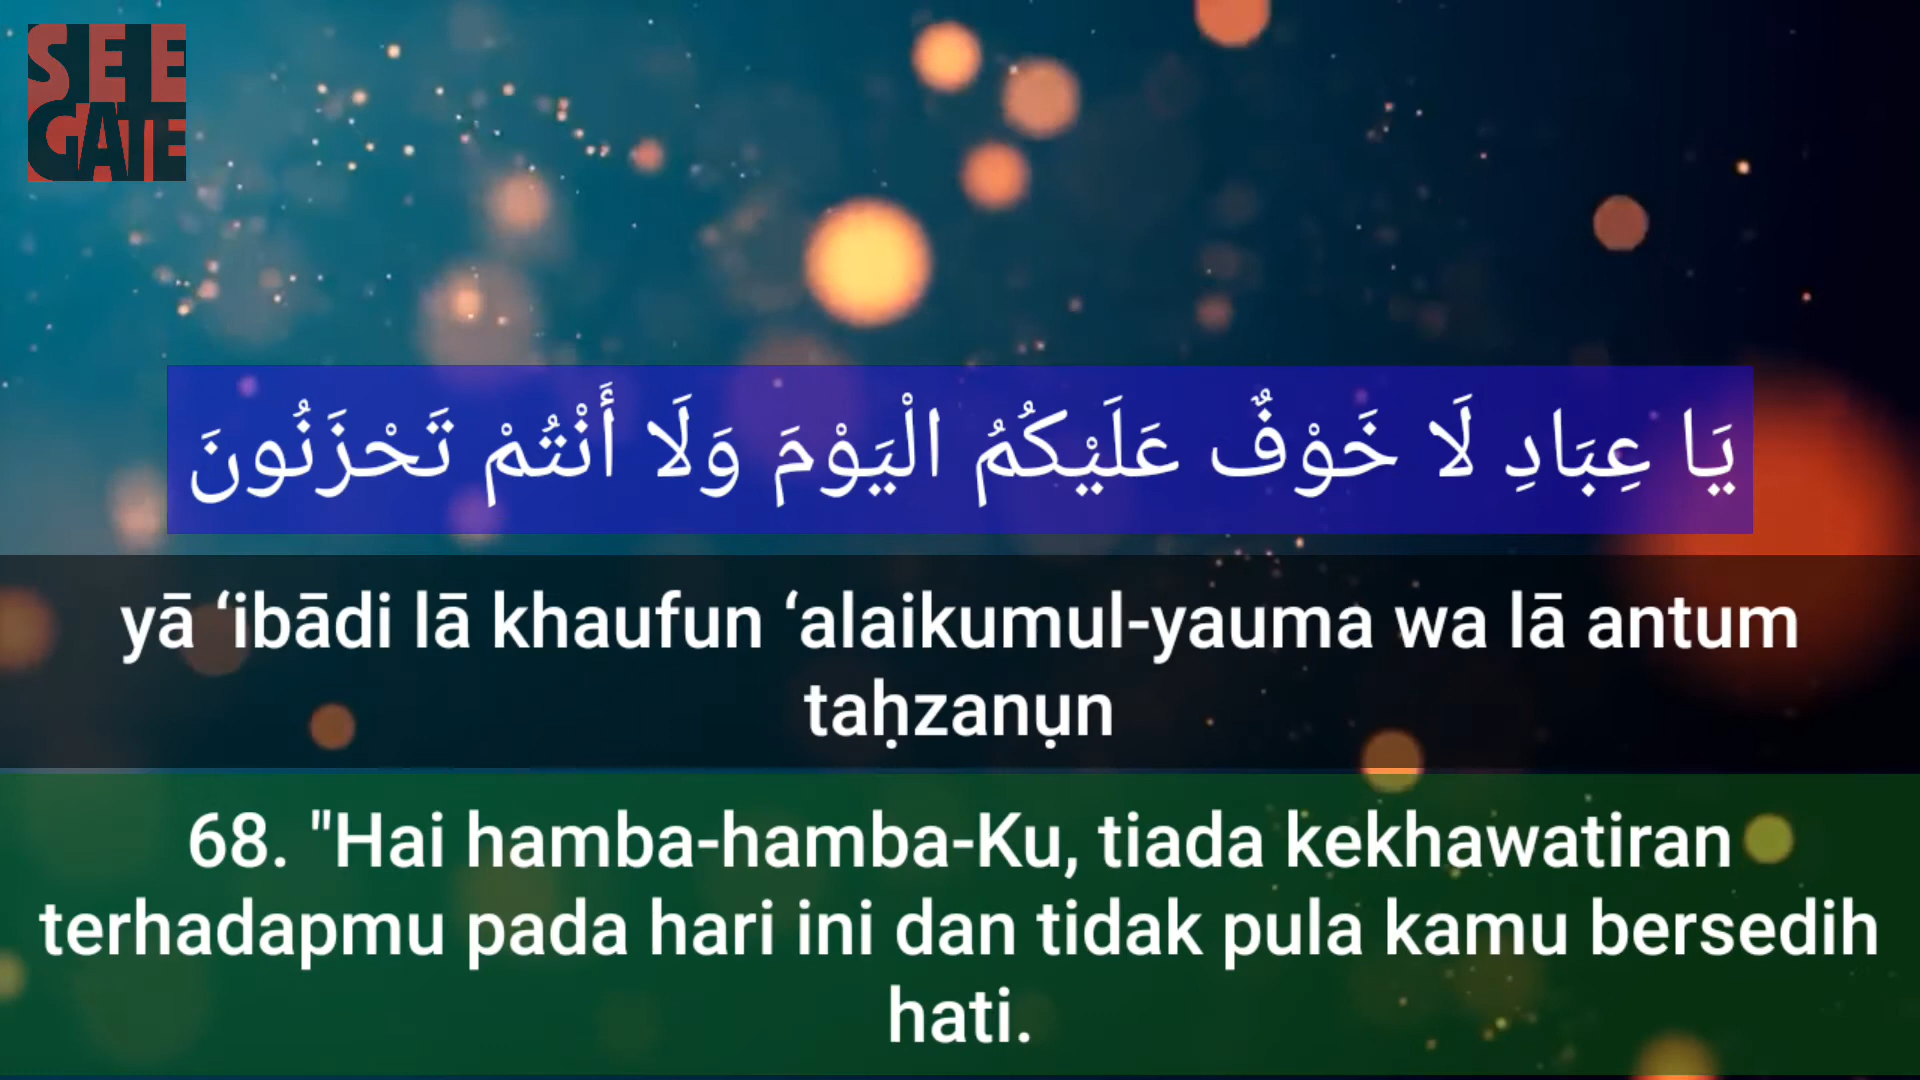 SEE
GATE
يَا عِبَادِ لَا خَوْفٌ عَلَيْكُمُ الْيَوْمَ وَلَا أَنْتُمْ تَحْزَنُونَ
yā ‘ibādi lā khaufun ‘alaikumul-yauma wa lā antum
taḥzanụn
68. "Hai hamba-hamba-Ku, tiada kekhawatiran
terhadapmu pada hari ini dan tidak pula kamu bersedih
hati.